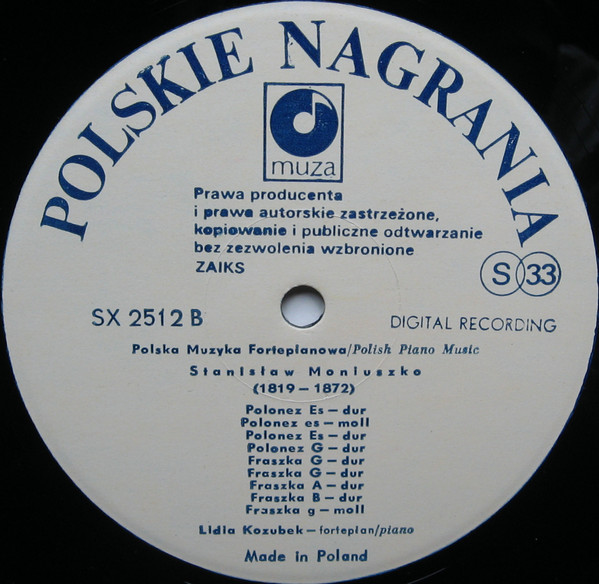 POLSKIE NAGRANIA
muza
Prawa producenta
i prawa autorskie zastrzeżone,
kopiowanie i publiczne odtwarzanie
bez zezwolenia wzbronione
ZAIKS
S 33
SX 2512 B
DIGITAL RECORDING
Polska Muzyka Fortepianowa/Polish Piano Music
Stanisław Moniuszko
(1819 – 1872)
Polonez Es – dur
Polonez es – moll
Polonez Es – dur
Polonez G – dur
Fraszka G – dur
Fraszka G – dur
Fraszka A – dur
Fraszka B – dur
Fraszka g – moll
Lidia Kozubek – fortepian/piano
Made in Poland